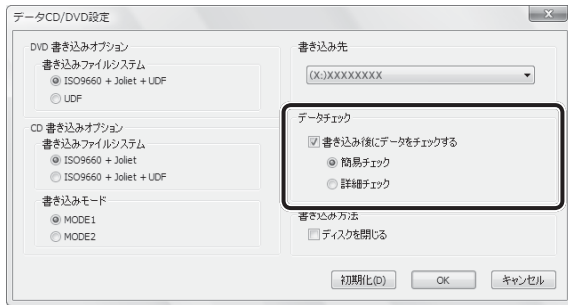 データCD/DVD設定
DVD 書き込みオプション
書き込みファイルシステム
ISO9660 + Joliet + UDF
UDF
CD 書き込みオプション
書き込みファイルシステム
ISO9660 + Joliet
ISO9660 + Joliet + UDF
書き込みモード
MODE1
MODE2
書き込み先
(X:)XXXXXXXX
データチェック
書き込み後にデータをチェックする
簡易チェック
詳細チェック
書き込み方法
ディスクを閉じる
初期化(D)
OK
キャンセル